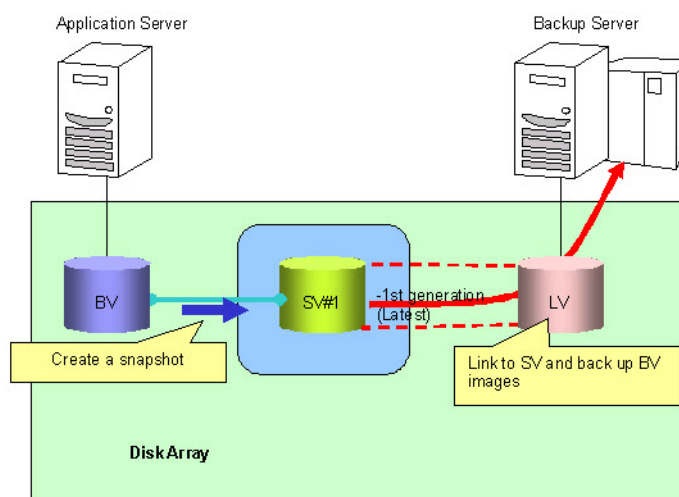 Application Server
Backup Server
BV
SV#1
-1st generation
(Latest)
LV
Create a snapshot
Link to SV and back up BV
images
DiskArray